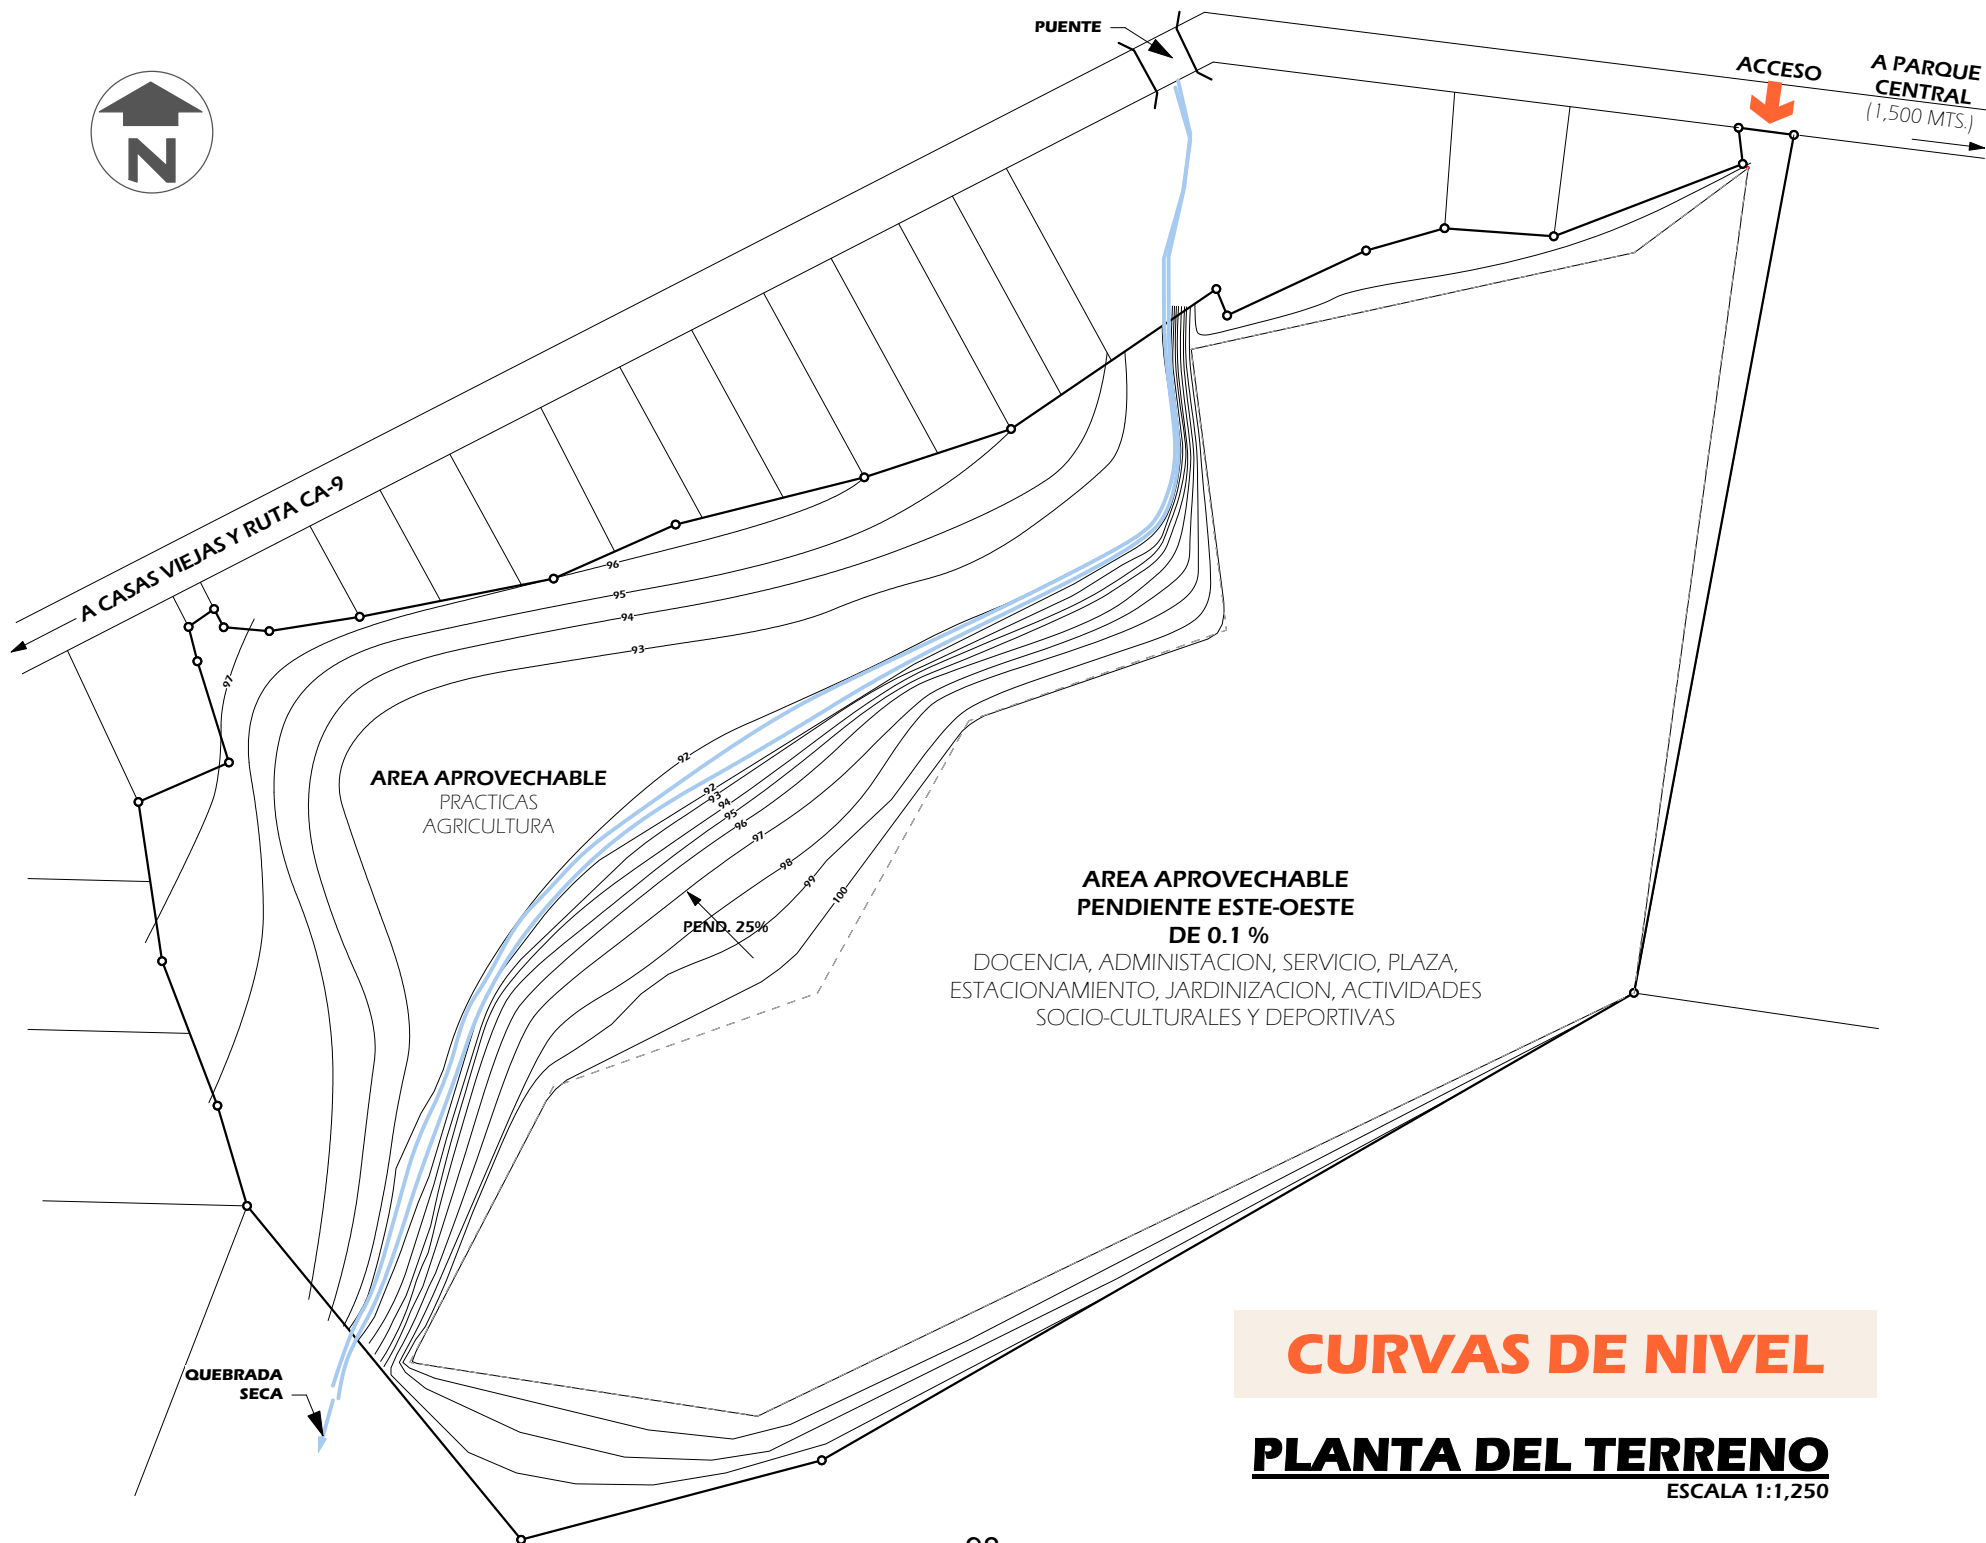 PUENTE
ACCESO
A PARQUE
CENTRAL
(1,500 MTS.)
N
A CASAS VIEJAS Y RUTA CA-9
96
95
94
93
97
92
92
93
94
95
96
97
98
99
100
AREA APROVECHABLE
PRACTICAS
AGRICULTURA
PEND. 25%
AREA APROVECHABLE
PENDIENTE ESTE-OESTE
DE 0.1 %
DOCENCIA, ADMINISTACION, SERVICIO, PLAZA,
ESTACIONAMIENTO, JARDINIZACION, ACTIVIDADES
SOCIO-CULTURALES Y DEPORTIVAS
QUEBRADA
SECA
CURVAS DE NIVEL
PLANTA DEL TERRENO
ESCALA 1:1,250